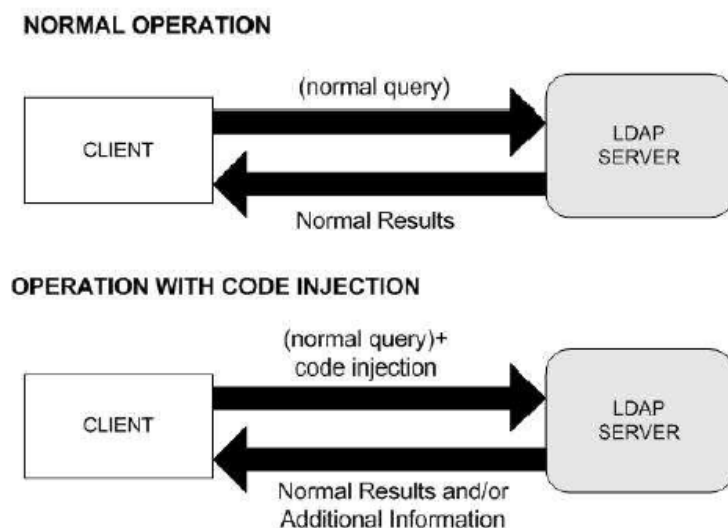 NORMAL OPERATION
(normal query)
CLIENT
LDAP
SERVER
Normal Results
OPERATION WITH CODE INJECTION
(normal query)+
code injection
CLIENT
LDAP
SERVER
Normal Results and/or
Additional Information